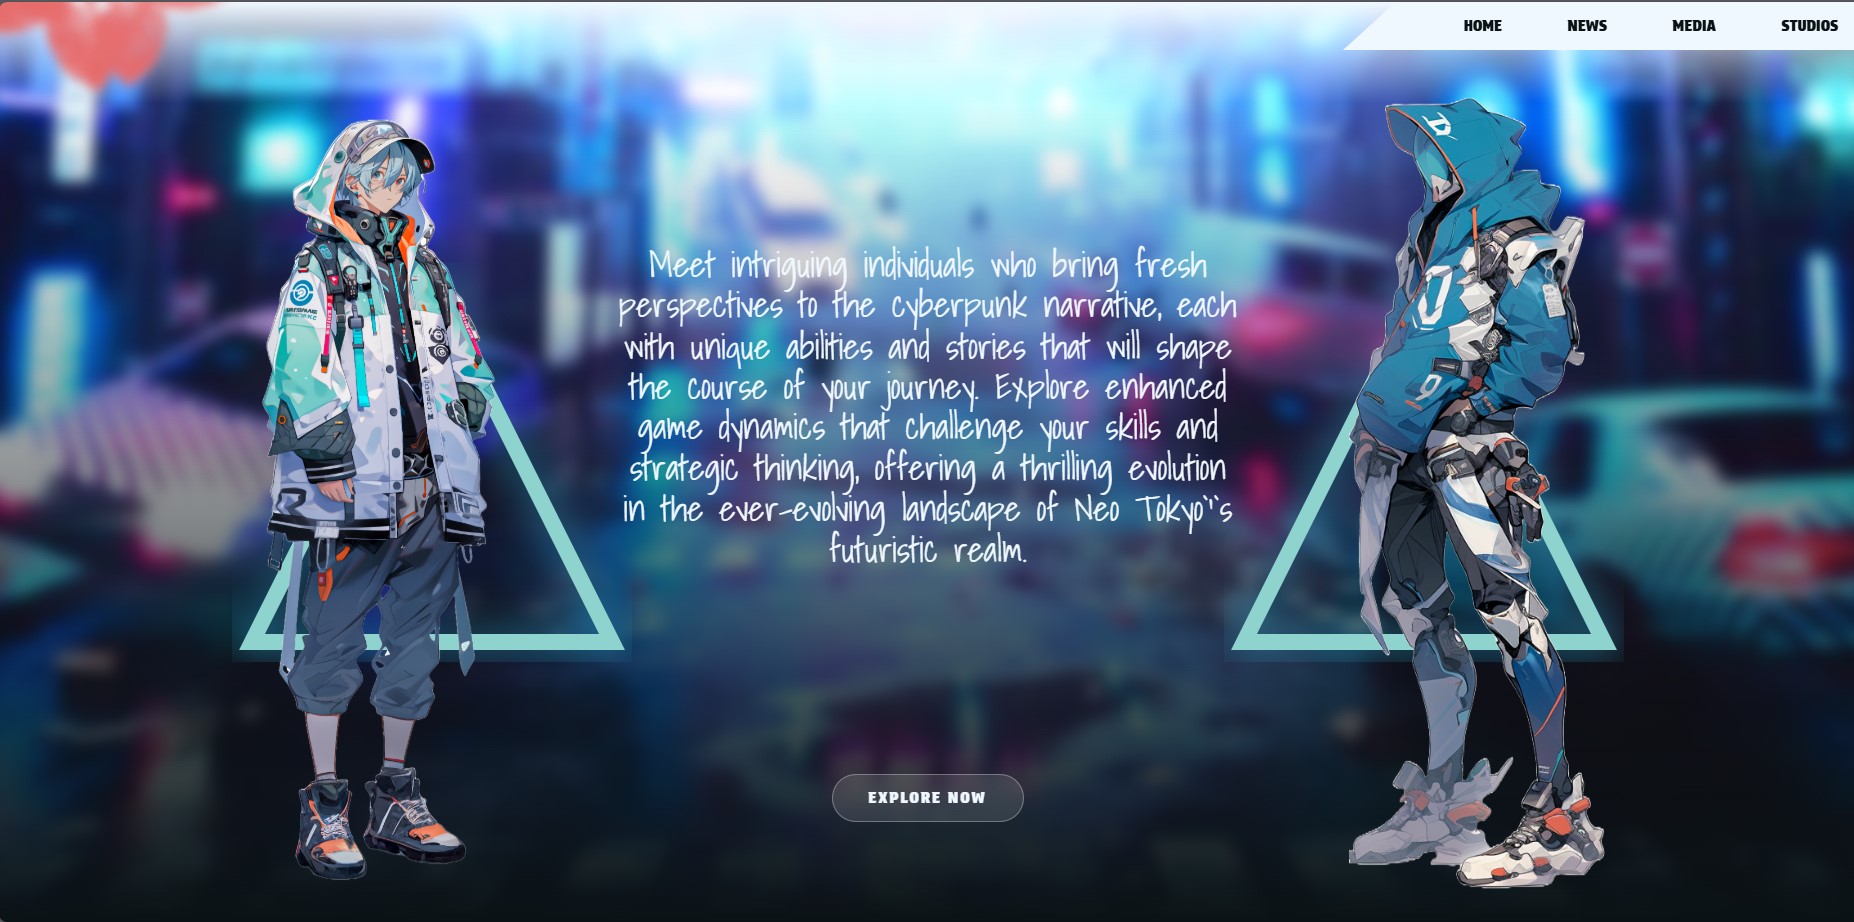 HOME NEWS MEDIA STUDIOS
Meet intriguing individuals who bring fresh
perspectives to the cyberpunk narrative, each
with unique abilities and stories that will shape
the course of your journey. Explore enhanced
game dynamics that challenge your skills and
strategic thinking, offering a thrilling evolution
in the ever-evolving landscape of Neo Tokyo`'`s
futuristic realm.
EXPLORE NOW